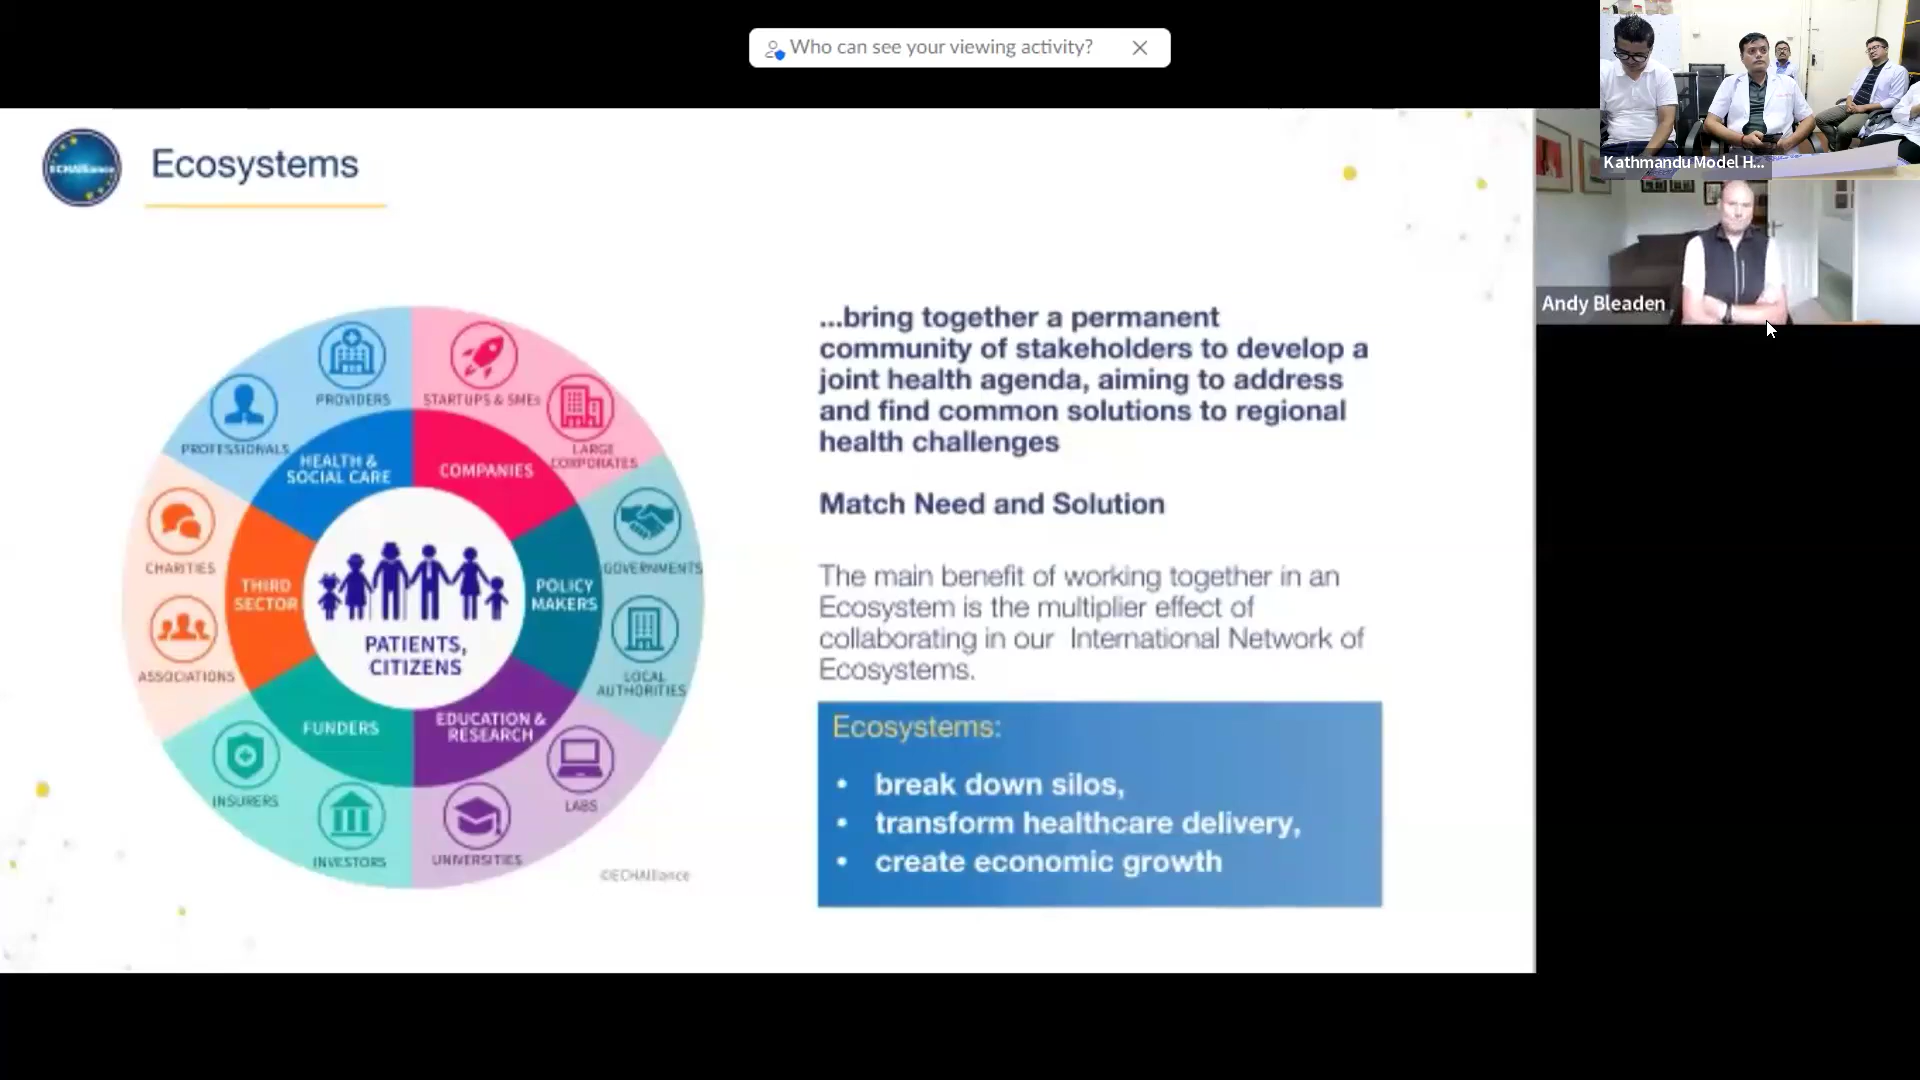 Who can see your viewing activity?
Kathmandu Model H...
Andy Bleaden
ECHAlliance
Ecosystems
PROVIDERS
STARTUPS & SMEs
PROFESSIONALS
LARGE
CORPORATES
HEALTH &
SOCIAL CARE
COMPANIES
CHARITIES
GOVERNMENTS
THIRD
SECTOR
POLICY
MAKERS
PATIENTS,
CITIZENS
ASSOCIATIONS
LOCAL
AUTHORITIES
FUNDERS
EDUCATION &
RESEARCH
INSURERS
LABS
INVESTORS
UNIVERSITIES
©ECHAlliance
...bring together a permanent
community of stakeholders to develop a
joint health agenda, aiming to address
and find common solutions to regional
health challenges
Match Need and Solution
The main benefit of working together in an
Ecosystem is the multiplier effect of
collaborating in our International Network of
Ecosystems.
Ecosystems:
• break down silos,
• transform healthcare delivery,
• create economic growth